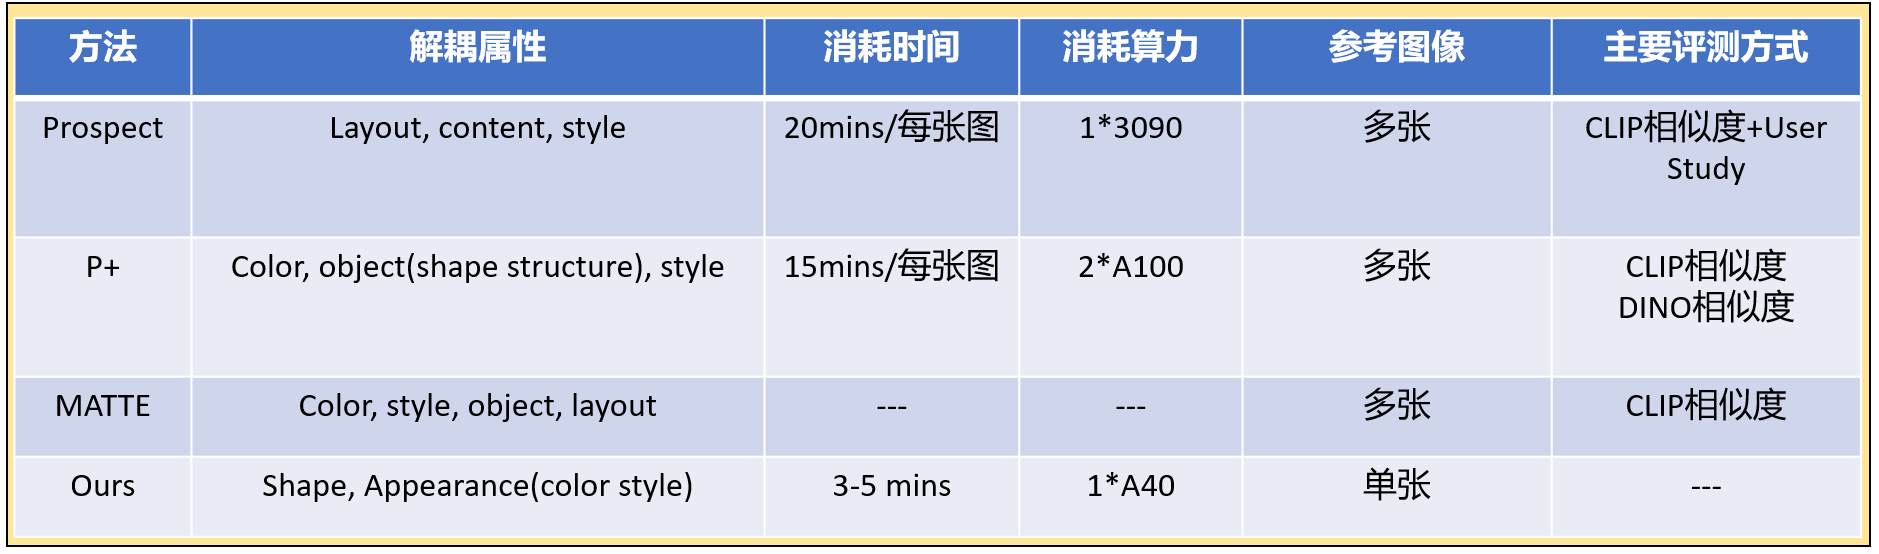 方法 解耦属性 消耗时间 消耗算力 参考图像 主要评测方式
Prospect Layout, content, style 20mins/每张图 1*3090 多张 CLIP相似度+User
Study
P+ Color, object(shape structure), style 15mins/每张图 2*A100 多张 CLIP相似度
DINO相似度
MATTE Color, style, object, layout --- --- 多张 CLIP相似度
Ours Shape, Appearance(color style) 3-5 mins 1*A40 单张 ---